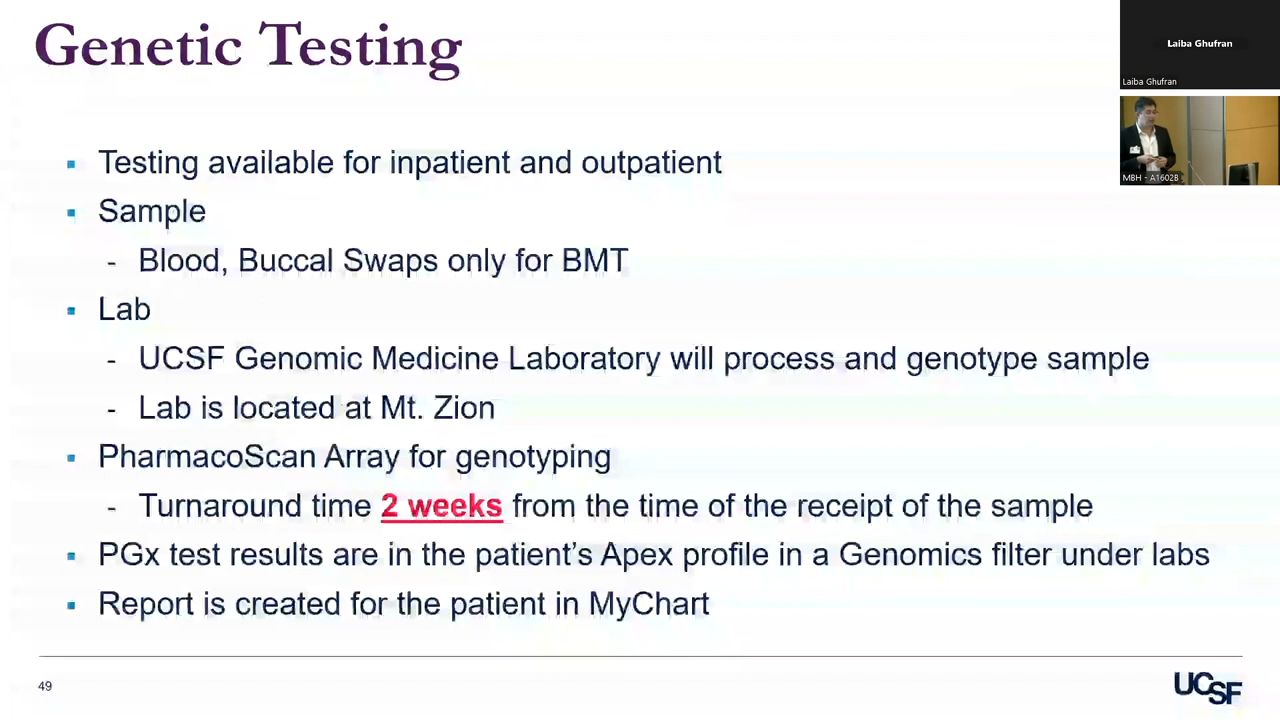 Genetic Testing
Laiba Ghufran
Laiba Ghufran
MBH - A1602B
▪ Testing available for inpatient and outpatient
▪ Sample
- Blood, Buccal Swaps only for BMT
▪ Lab
- UCSF Genomic Medicine Laboratory will process and genotype sample
- Lab is located at Mt. Zion
▪ PharmacoScan Array for genotyping
- Turnaround time 2 weeks from the time of the receipt of the sample
▪ PGx test results are in the patient’s Apex profile in a Genomics filter under labs
▪ Report is created for the patient in MyChart
49
UCSF